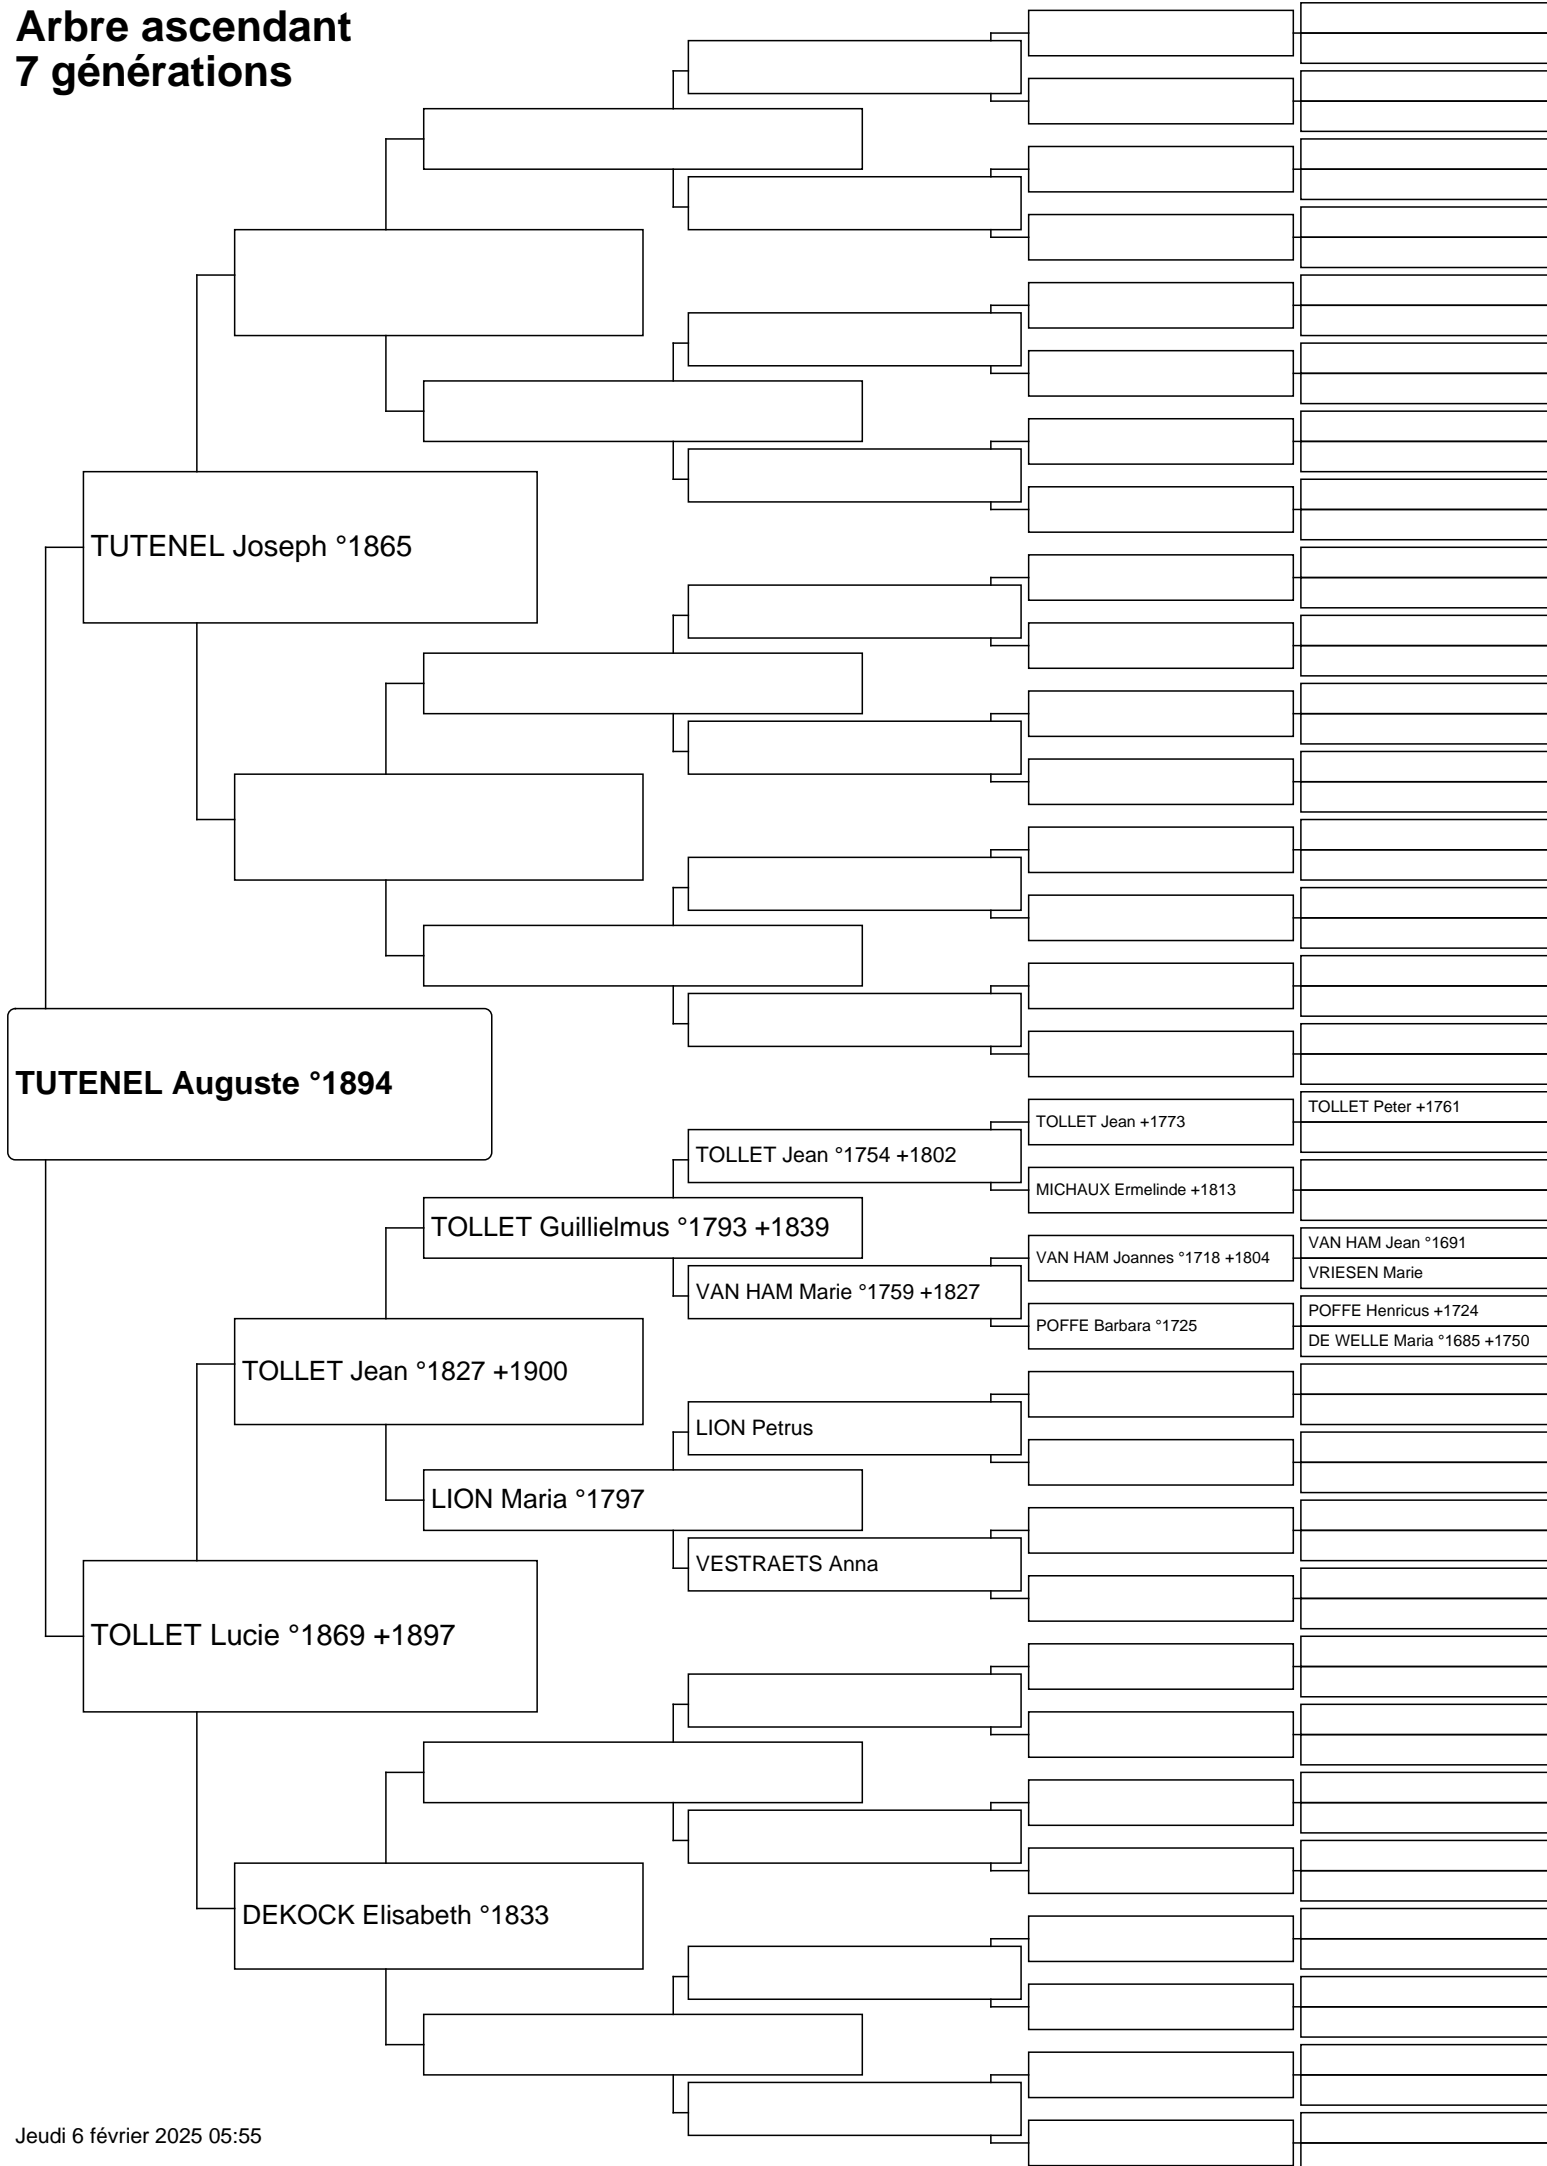 Arbre ascendant
7 générations
TUTENEL Joseph °1865
TUTENEL Auguste °1894
TOLLET Peter +1761
TOLLET Jean +1773
TOLLET Jean °1754 +1802
MICHAUX Ermelinde +1813
TOLLET Guillielmus °1793 +1839
VAN HAM Jean °1691
VAN HAM Joannes °1718 +1804
VRIESEN Marie
VAN HAM Marie °1759 +1827
POFFE Henricus +1724
POFFE Barbara °1725
DE WELLE Maria °1685 +1750
TOLLET Jean °1827 +1900
LION Petrus
LION Maria °1797
VESTRAETS Anna
TOLLET Lucie °1869 +1897
DEKOCK Elisabeth °1833
Jeudi 6 février 2025 05:55